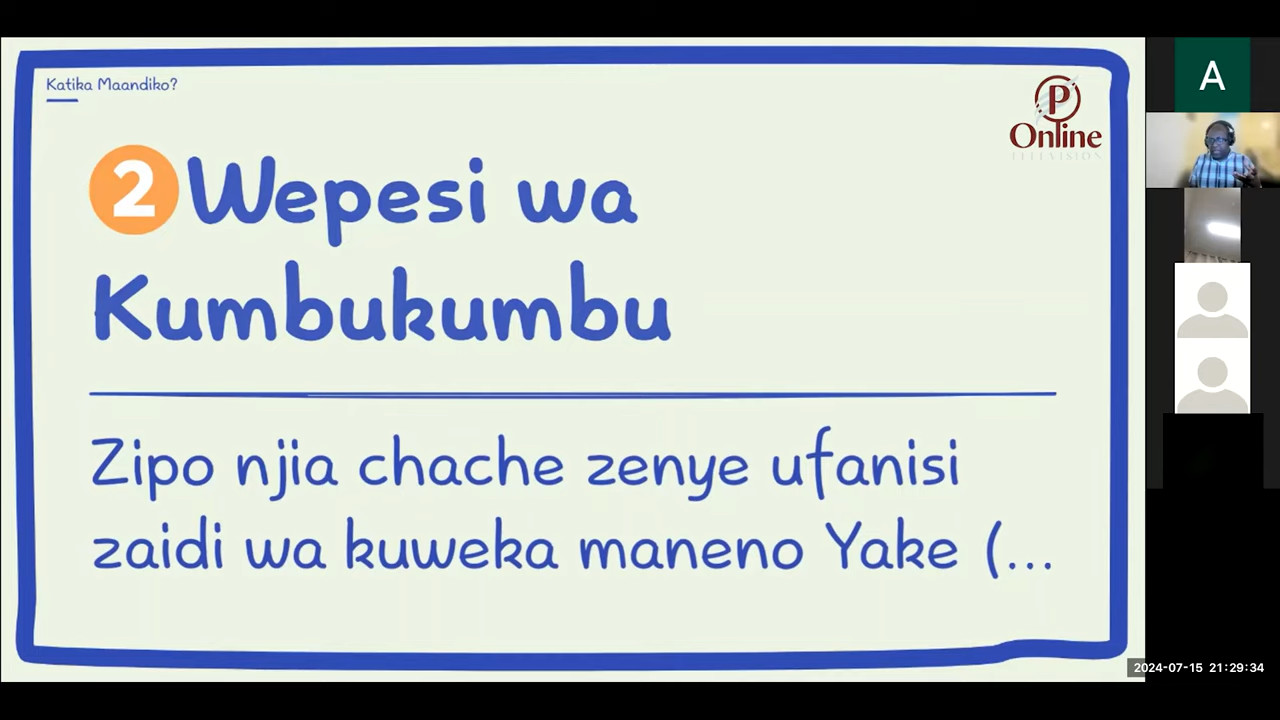 Katika Maandiko?
P
Online
TELEVISION
2 Wepesi wa
Kumbukumbu
Zipo njia chache zenye ufanisi
zaidi wa kuweka maneno Yake (...
A
2024-07-15 21:29:34